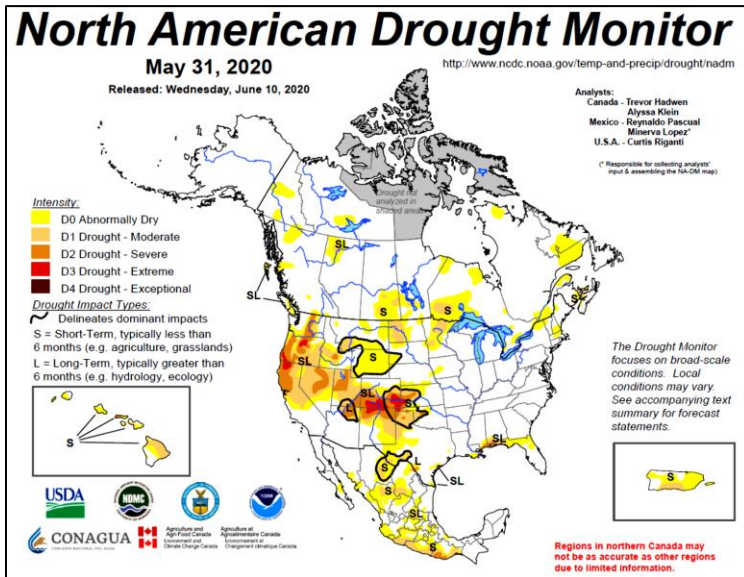 North American Drought Monitor
May 31, 2020
Released: Wednesday, June 10, 2020
http://www.ncdc.noaa.gov/temp-and-precip/drought/nadm
Analysts:
Canada - Trevor Hadwen
Alyssa Klein
Mexico - Reynaldo Pascual
Minerva Lopez*
U.S.A. - Curtis Riganti
(* Responsible for collecting analysts'
input & assembling the NA-DM map)
Drought not
analyzed in
shaded areas
Intensity:
D0 Abnormally Dry
D1 Drought - Moderate
D2 Drought - Severe
D3 Drought - Extreme
D4 Drought - Exceptional
Drought Impact Types:
Delineates dominant impacts
S = Short-Term, typically less than
6 months (e.g. agriculture, grasslands)
L = Long-Term, typically greater than
6 months (e.g. hydrology, ecology)
SL
SL
S
S
S
SL
S
SL
L
S
SL
S
L
SL
SL
S
S
S
The Drought Monitor
focuses on broad-scale
conditions. Local
conditions may vary.
See accompanying text
summary for forecast
statements.
USDA
NDMC
NOAA
CONAGUA
COMISIÓN NACIONAL DEL AGUA
Agriculture and
Agri-Food Canada
Environment and
Climate Change Canada
Agriculture et
Agroalimentaire Canada
Environnement et
Changement climatique Canada
Regions in northern Canada may
not be as accurate as other regions
due to limited information.